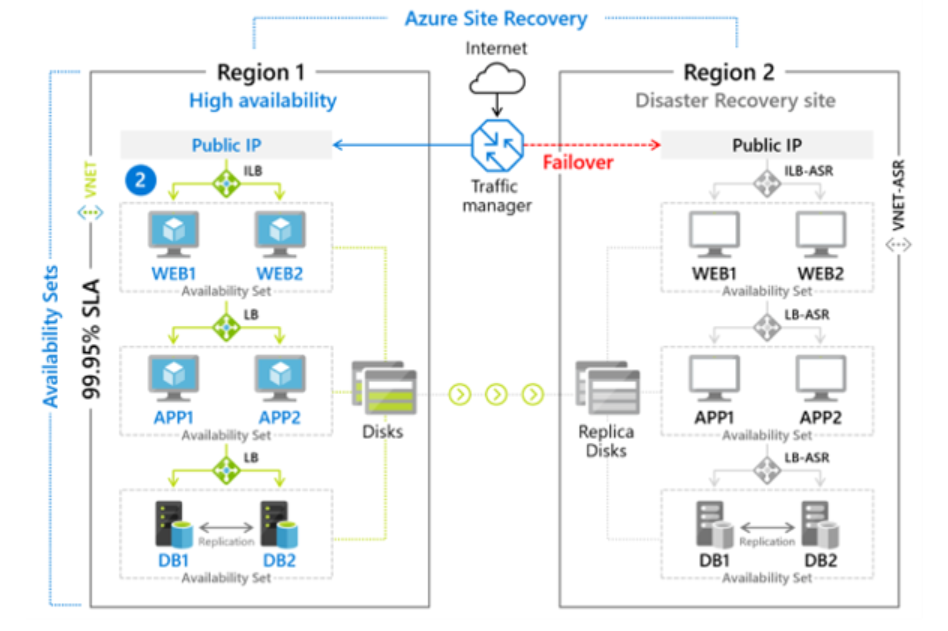 Azure Site Recovery
Internet
Region 1
High availability
Region 2
Disaster Recovery site
Public IP
Failover
Public IP
Traffic
manager
2
ILB
ILB-ASR
VNET
VNET-ASR
WEB1
WEB2
Availability Set
WEB1
WEB2
Availability Set
Availability Sets
99.95% SLA
LB
LB-ASR
APP1
APP2
Availability Set
Disks
Replica
Disks
APP1
APP2
Availability Set
LB
LB-ASR
Replication
DB1
DB2
Availability Set
Replication
DB1
DB2
Availability Set